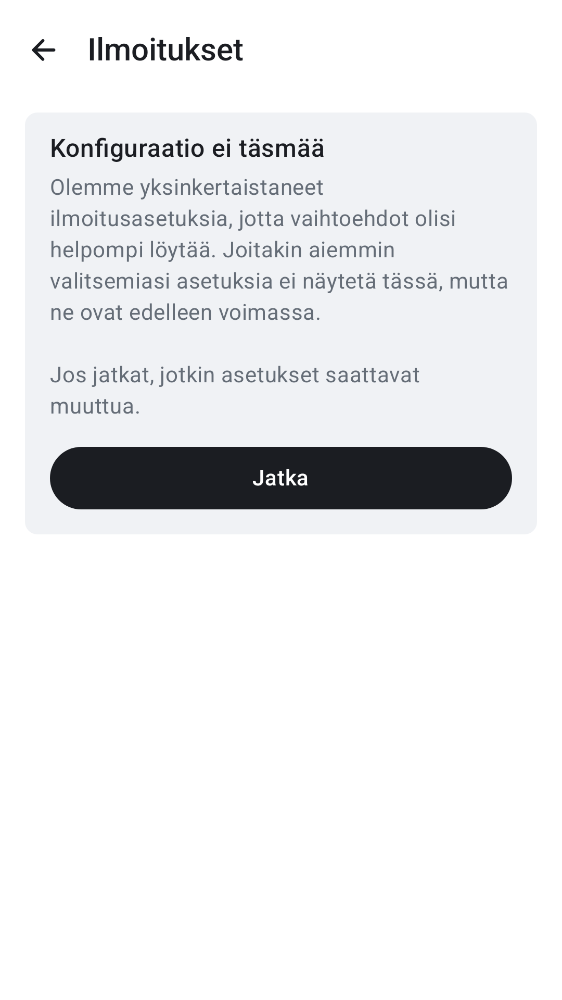 Ilmoitukset
Konfiguraatio ei täsmää
Olemme yksinkertaistaneet
ilmoitusasetuksia, jotta vaihtoehdot olisi
helpompi löytää. Joitakin aiemmin
valitsemiasi asetuksia ei näytetä tässä, mutta
ne ovat edelleen voimassa.
Jos jatkat, jotkin asetukset saattavat
muuttua.
Jatka